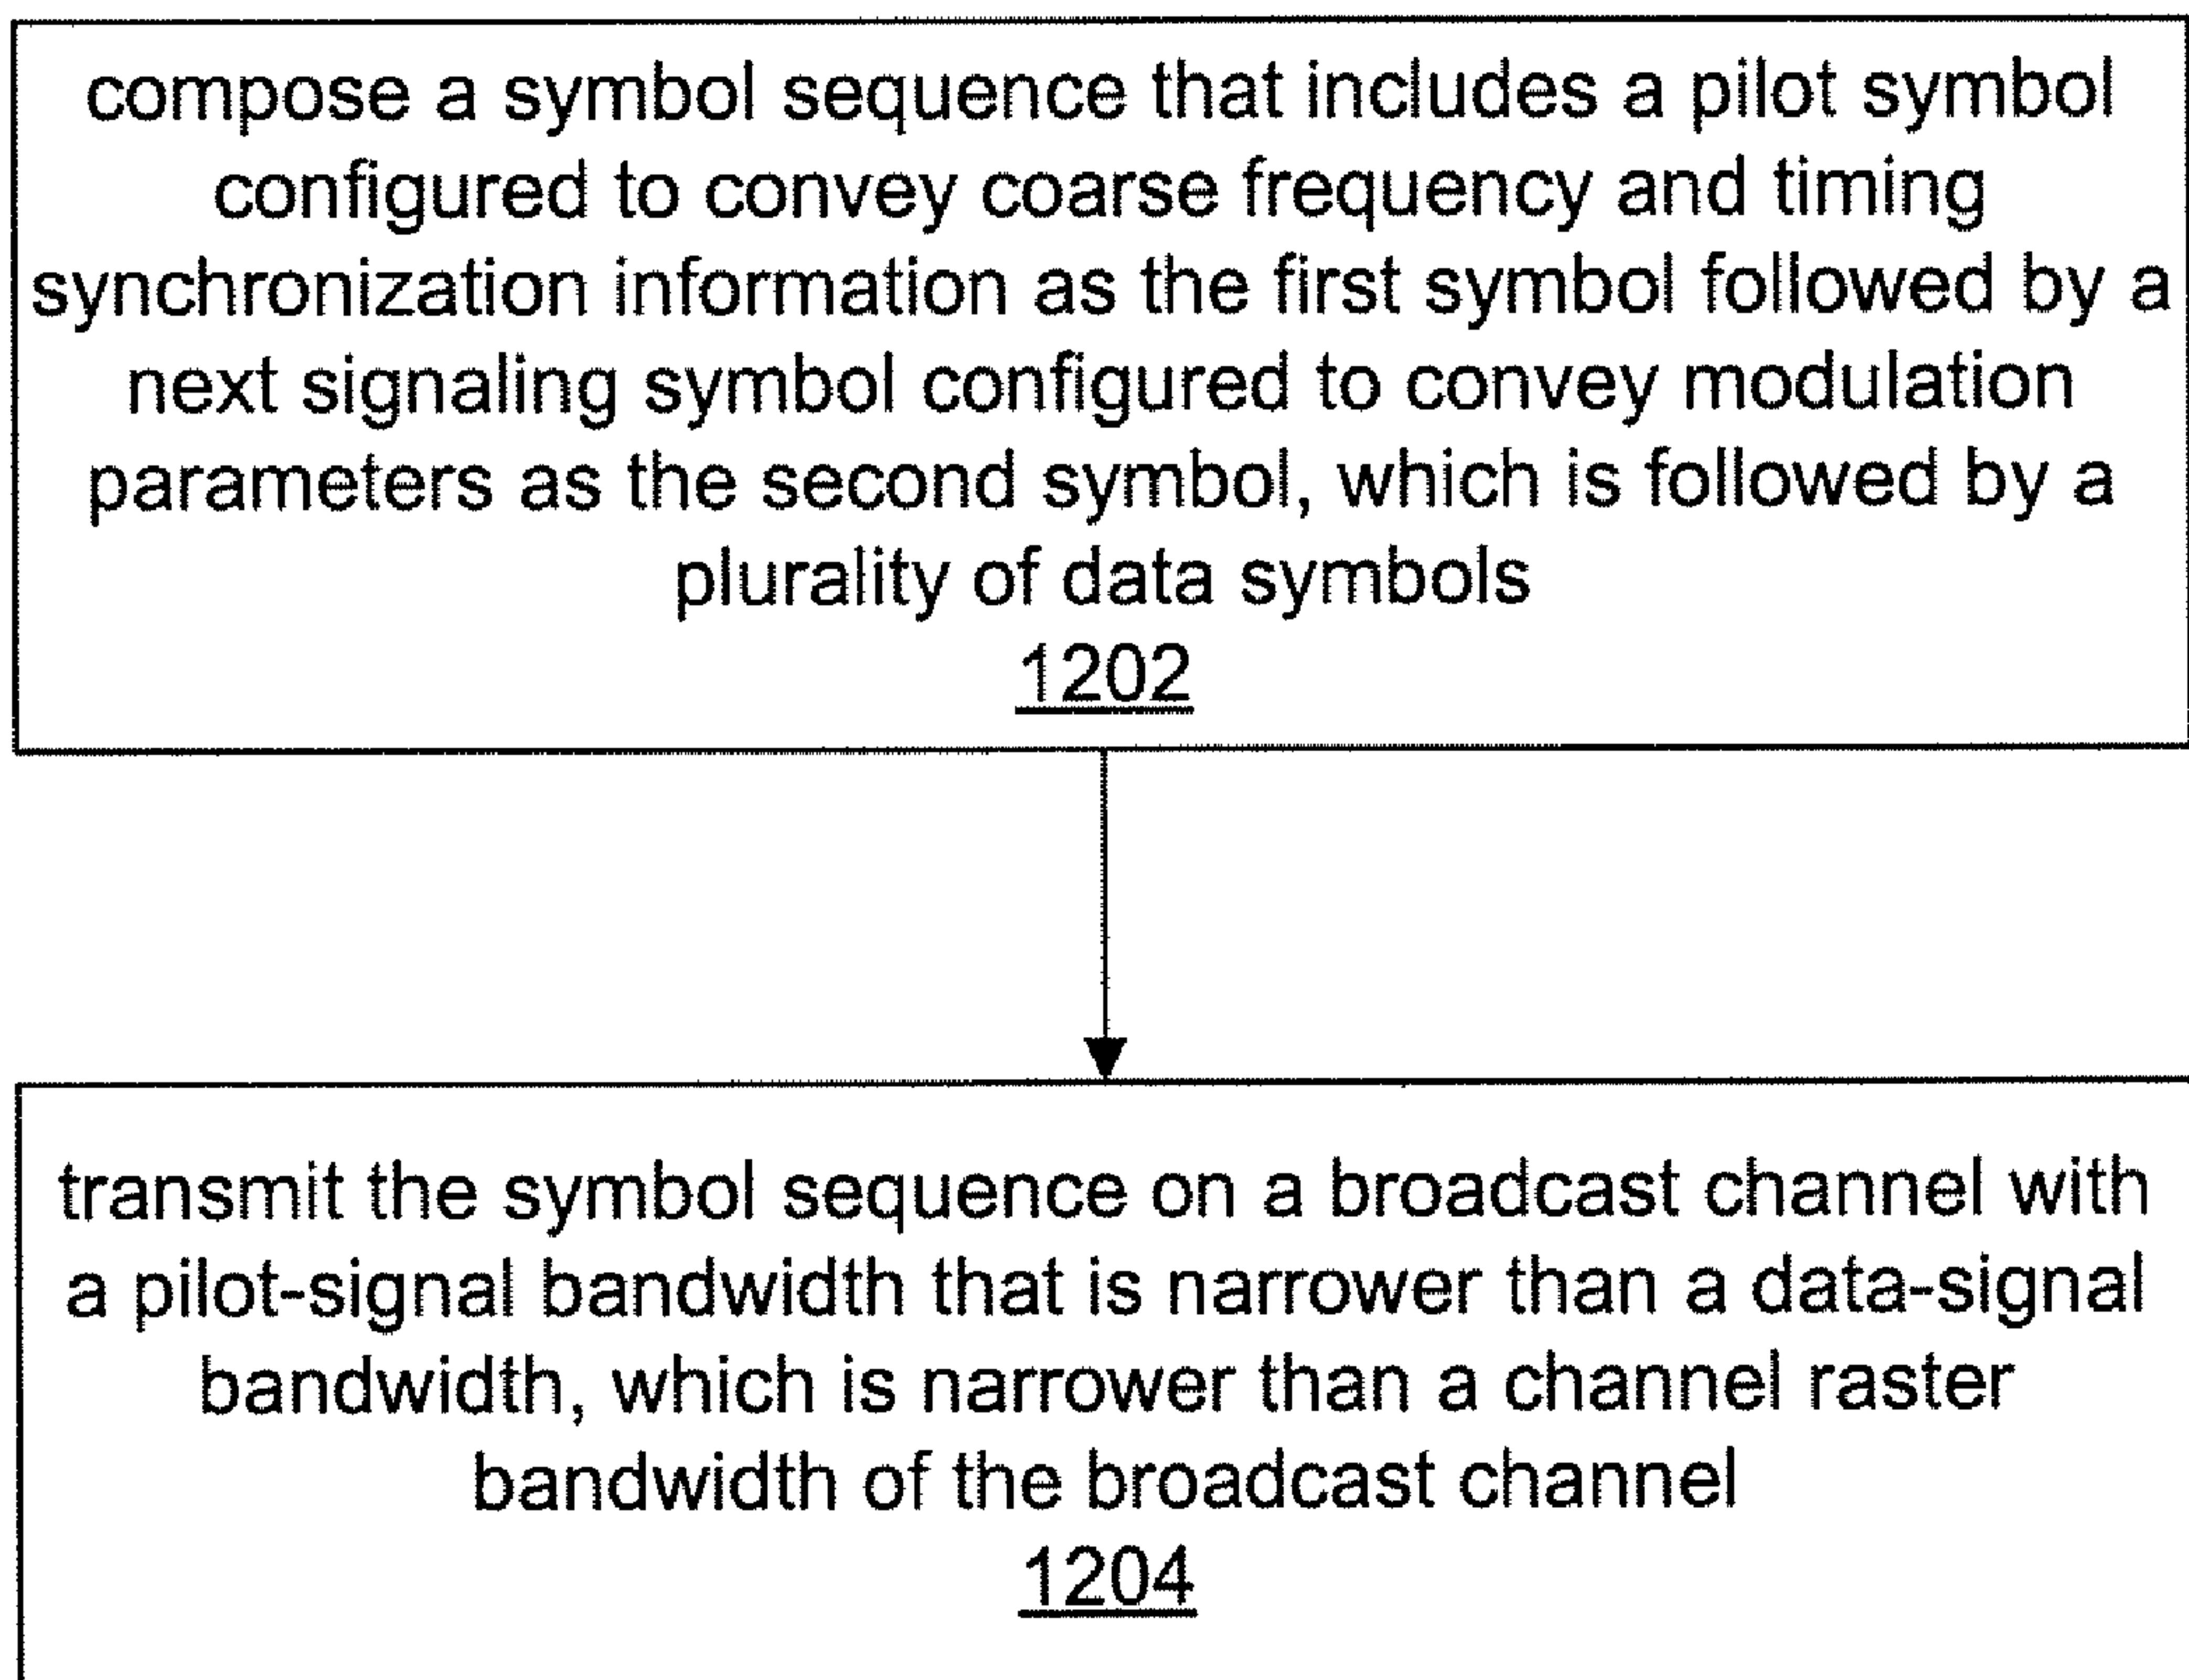 compose a symbol sequence that includes a pilot symbol
configured to convey coarse frequency and timing
synchronization information as the first symbol followed by a
next signaling symbol configured to convey modulation
parameters as the second symbol, which is followed by a
plurality of data symbols
1202
transmit the symbol sequence on a broadcast channel with
a pilot-signal bandwidth that is narrower than a data-signal
bandwidth, which is narrower than a channel raster
bandwidth of the broadcast channel
1204